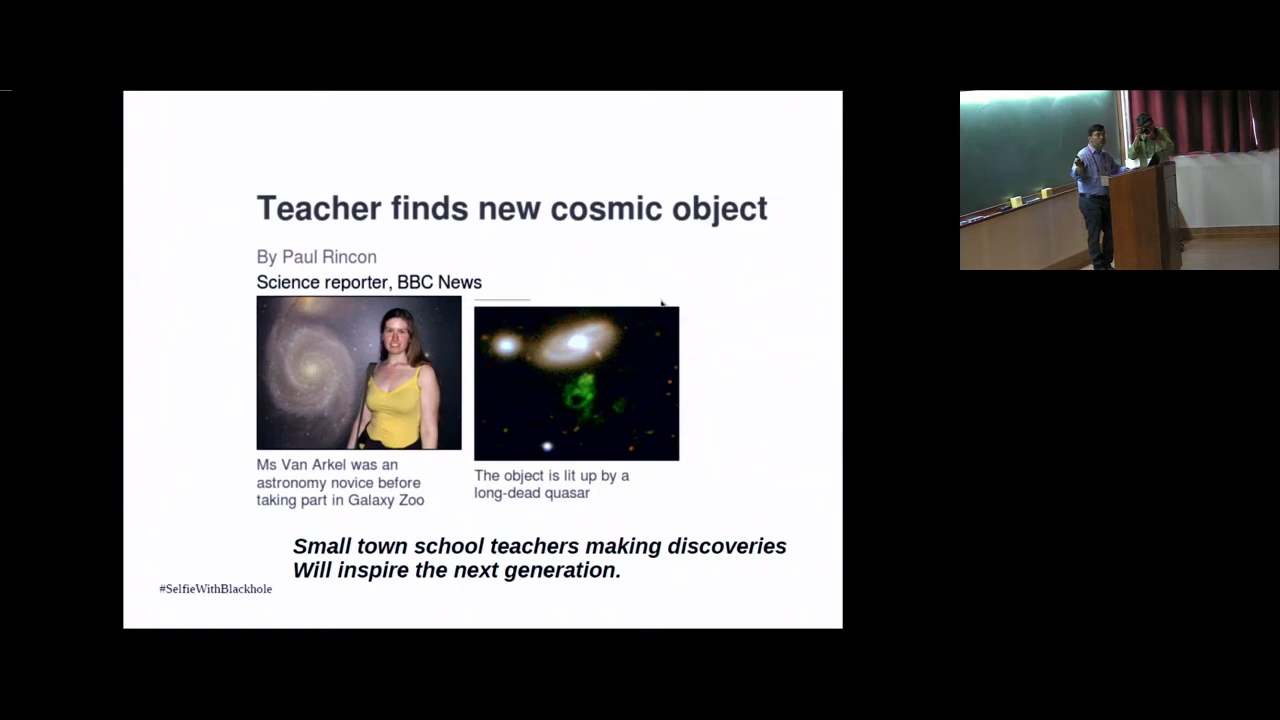 Teacher finds new cosmic object
By Paul Rincon
Science reporter, BBC News
Ms Van Arkel was an
astronomy novice before
taking part in Galaxy Zoo
The object is lit up by a
long-dead quasar
Small town school teachers making discoveries
Will inspire the next generation.
#SelfieWithBlackhole